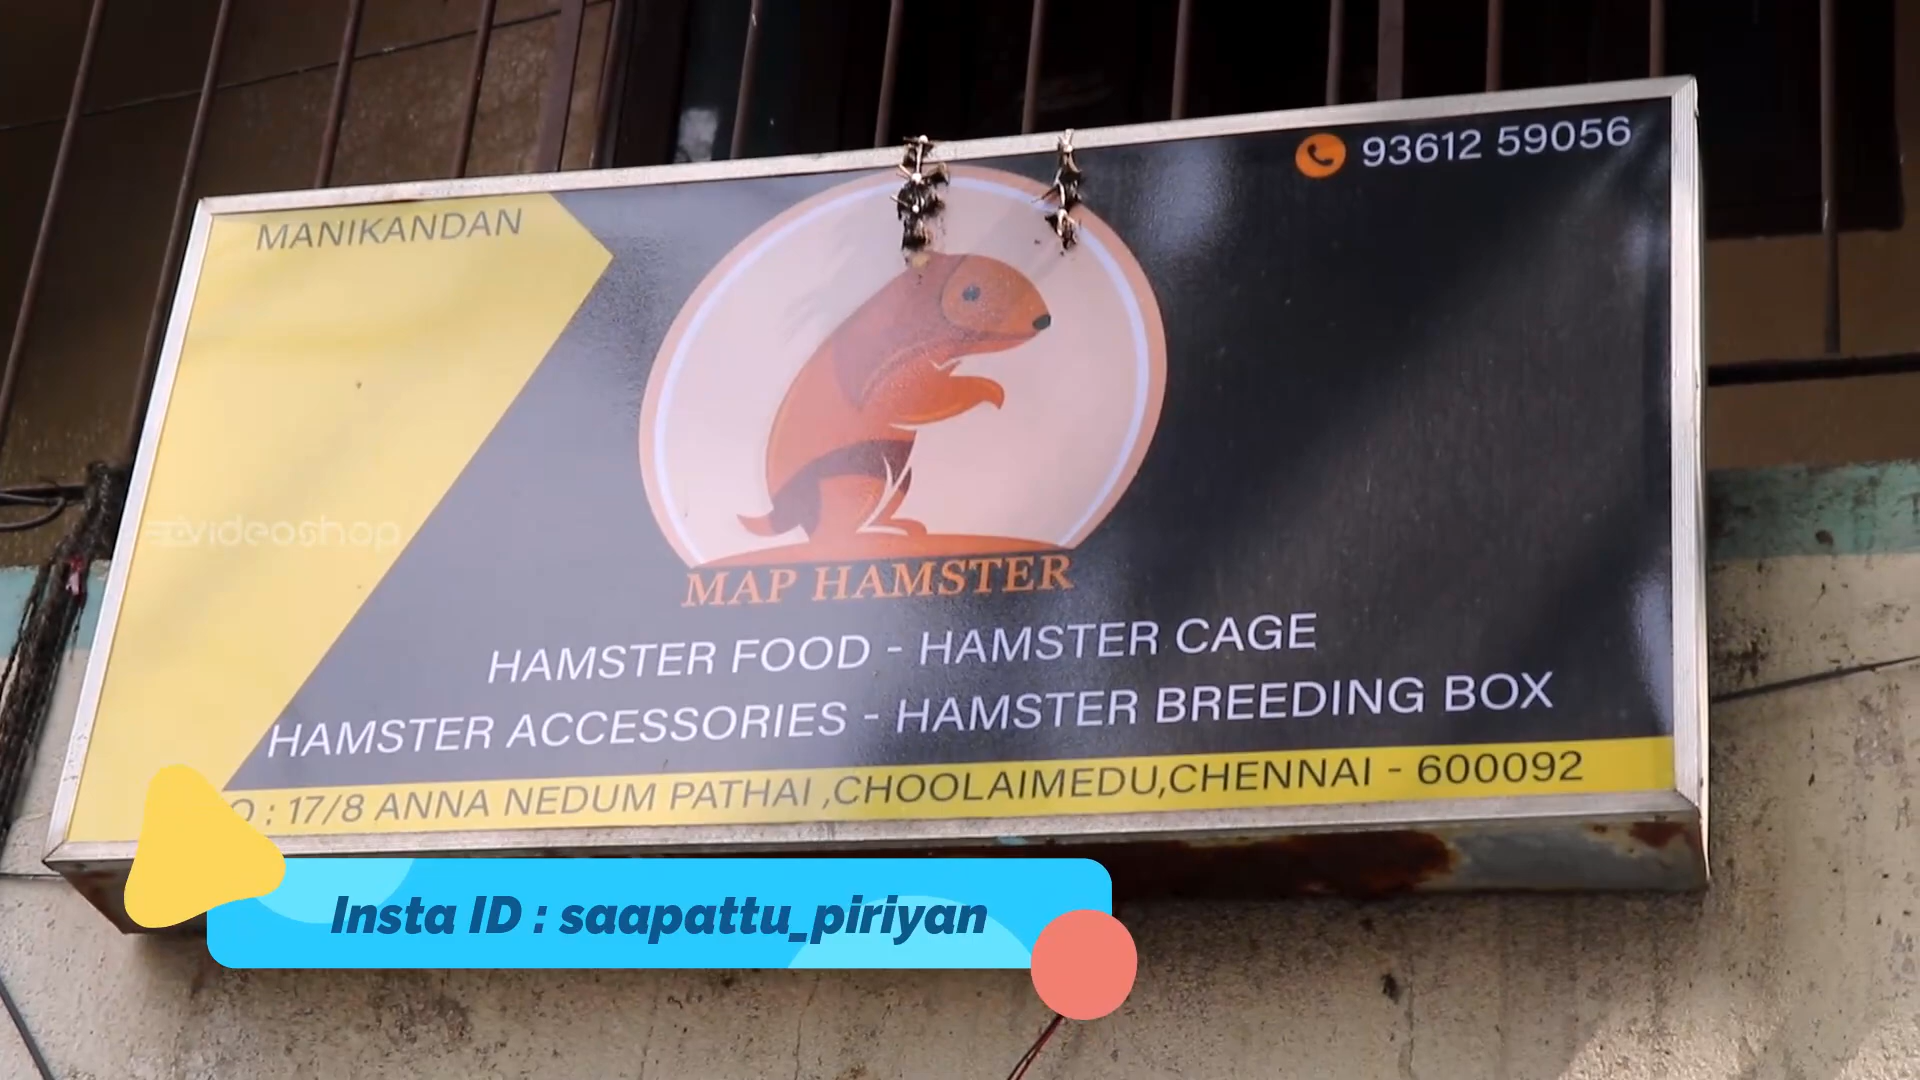 93612 59056
MANIKANDAN
videoshop
MAP HAMSTER
HAMSTER FOOD - HAMSTER CAGE
HAMSTER ACCESSORIES - HAMSTER BREEDING BOX
: 17/8 ANNA NEDUM PATHAI ,CHOOLAIMEDU,CHENNAI - 600092
Insta ID : saapattu_piriyan